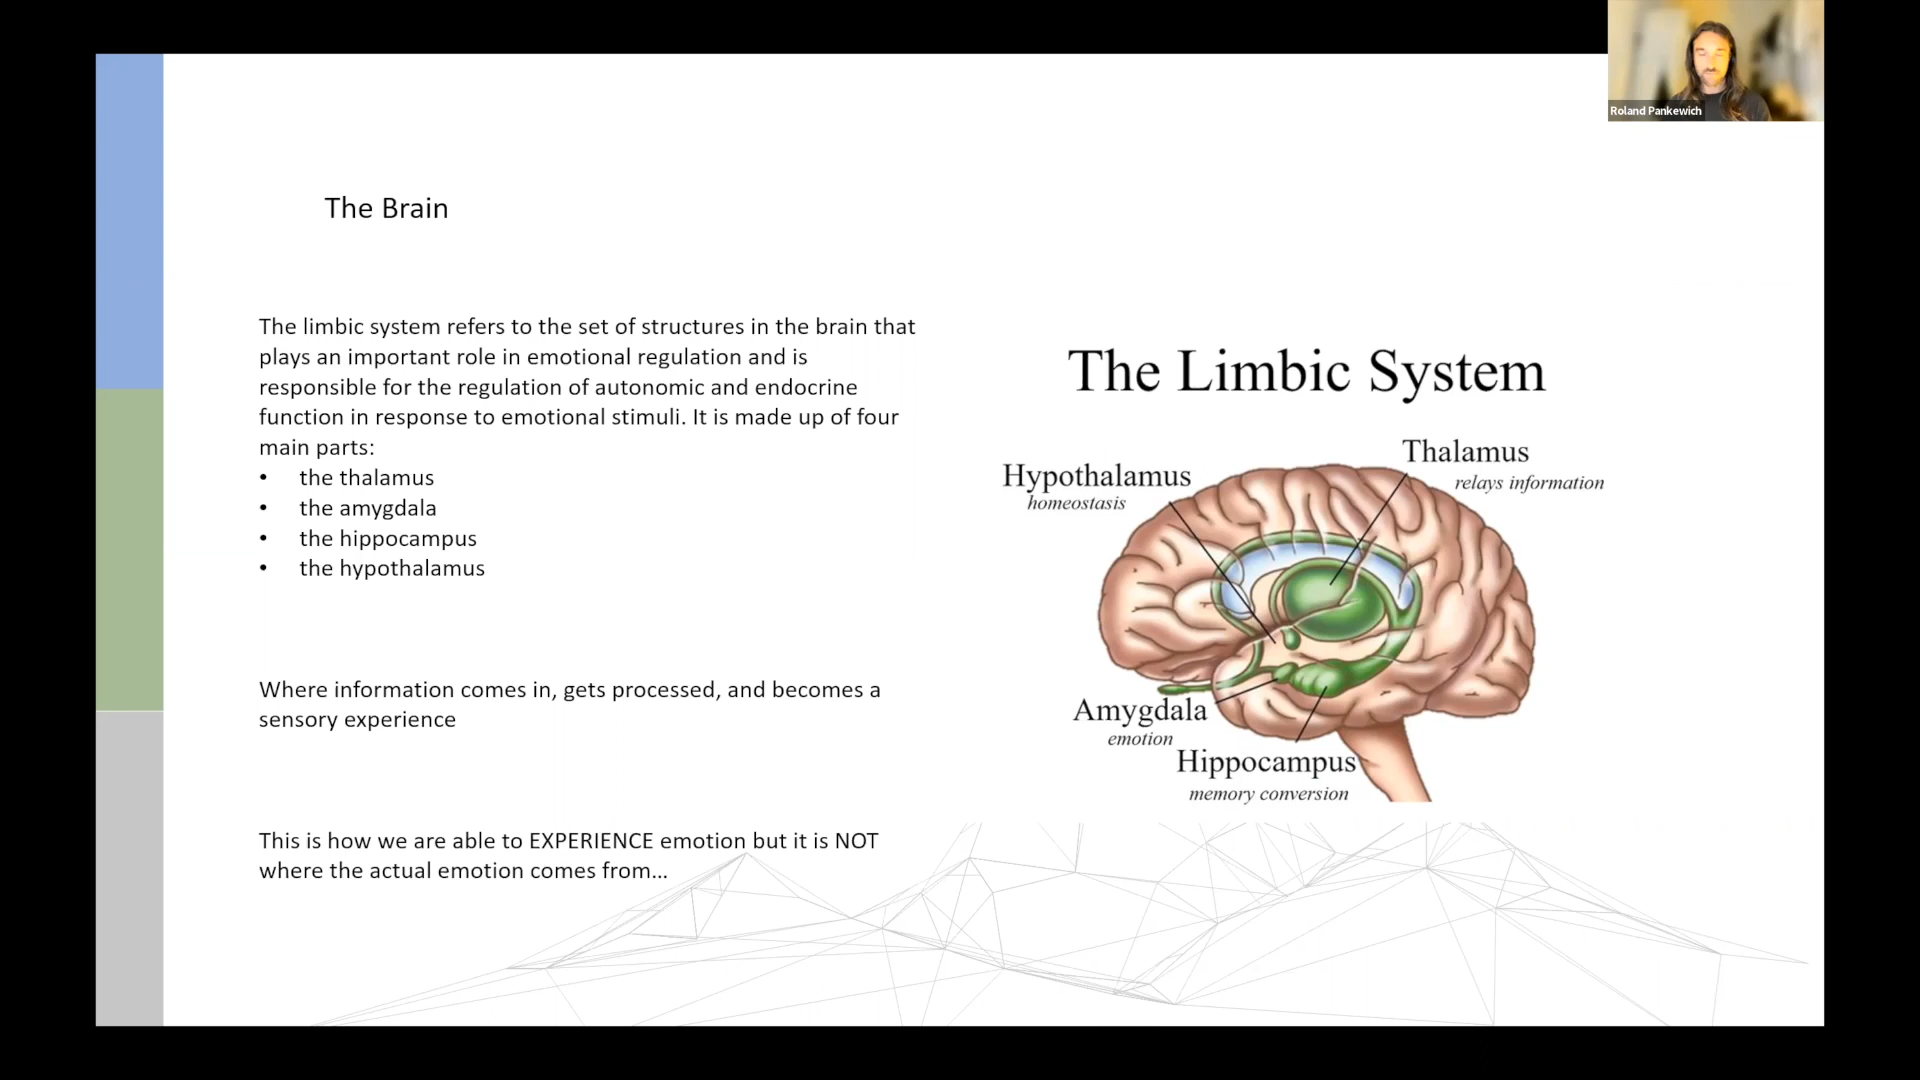 Roland Pankewich
The Brain
The limbic system refers to the set of structures in the brain that
plays an important role in emotional regulation and is
responsible for the regulation of autonomic and endocrine
function in response to emotional stimuli. It is made up of four
main parts:
• the thalamus
• the amygdala
• the hippocampus
• the hypothalamus
Where information comes in, gets processed, and becomes a
sensory experience
This is how we are able to EXPERIENCE emotion but it is NOT
where the actual emotion comes from...
The Limbic System
Thalamus
relays information
Hypothalamus
homeostasis
Amygdala
emotion
Hippocampus
memory conversion